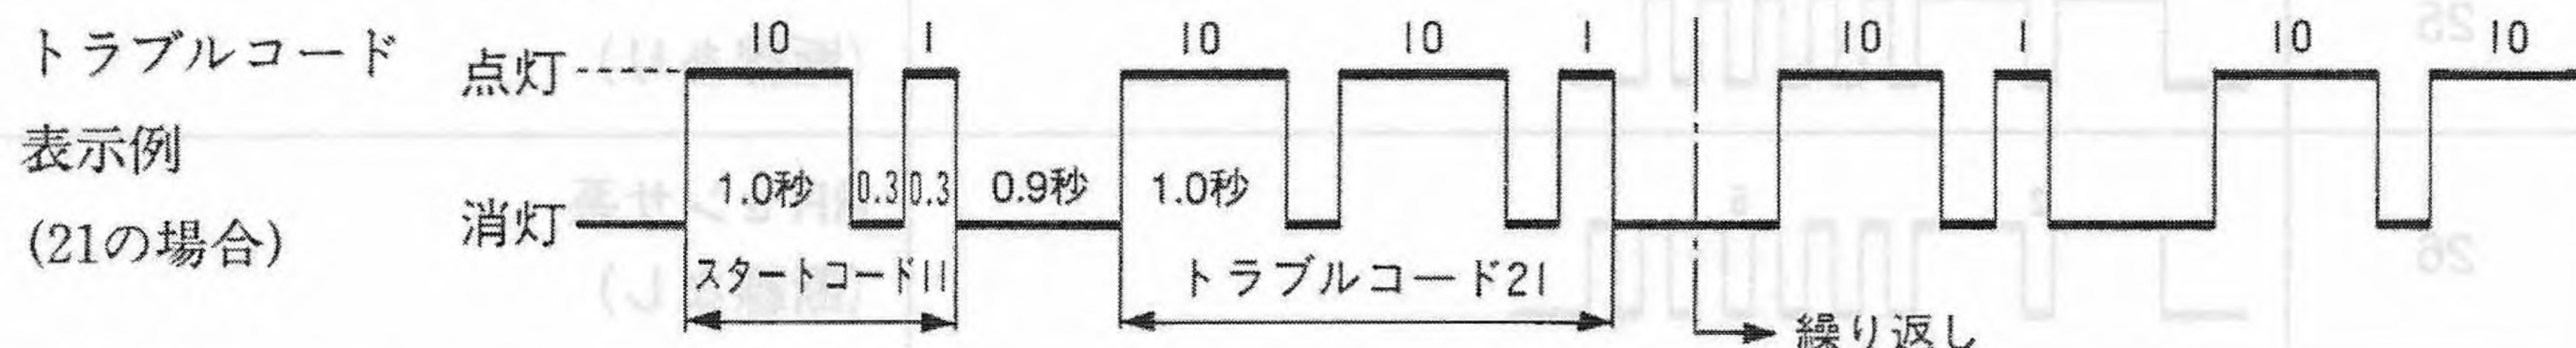 トラブルコード
表示例
(21の場合)
点灯
消灯
10 1 10 10 1 10 1 10 10
1.0秒 0.3 0.3 0.9秒 1.0秒
スタートコード11 トラブルコード21
繰り返し